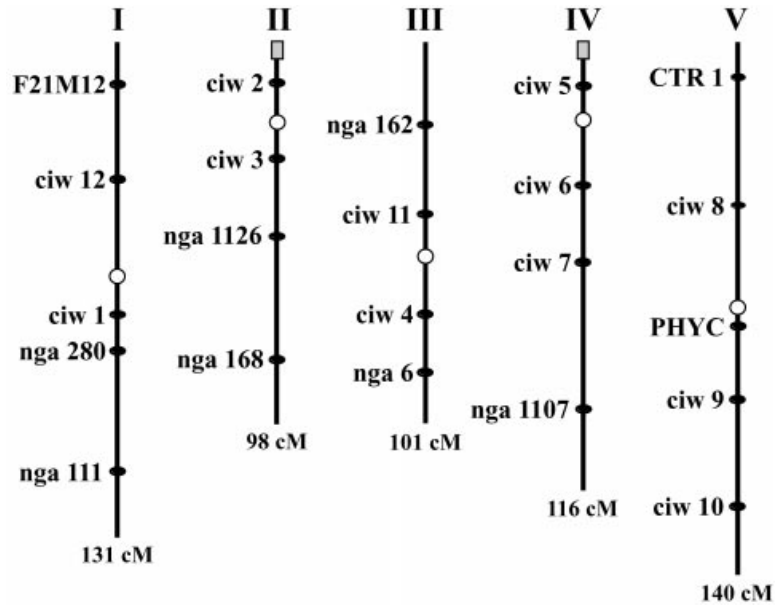 I II III IV V
F21M12
ciw 12
ciw 1
nga 280
nga 111
131 cM
ciw 2
ciw 3
nga 1126
nga 168
98 cM
nga 162
ciw 11
ciw 4
nga 6
101 cM
ciw 5
ciw 6
ciw 7
nga 1107
116 cM
CTR 1
ciw 8
PHYC
ciw 9
ciw 10
140 cM